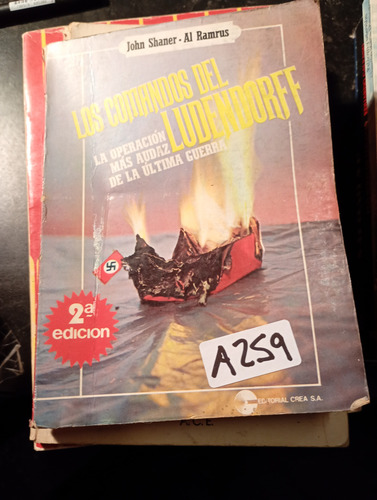 John Shaner - Al Ramrus
LOS COMANDOS DEL
LUDENDORFF
LA OPERACIÓN
MÁS AUDAZ
DE LA ÚLTIMA GUERRA
2ª
edición
A259
EDITORIAL CREA S.A.
A.C.E.